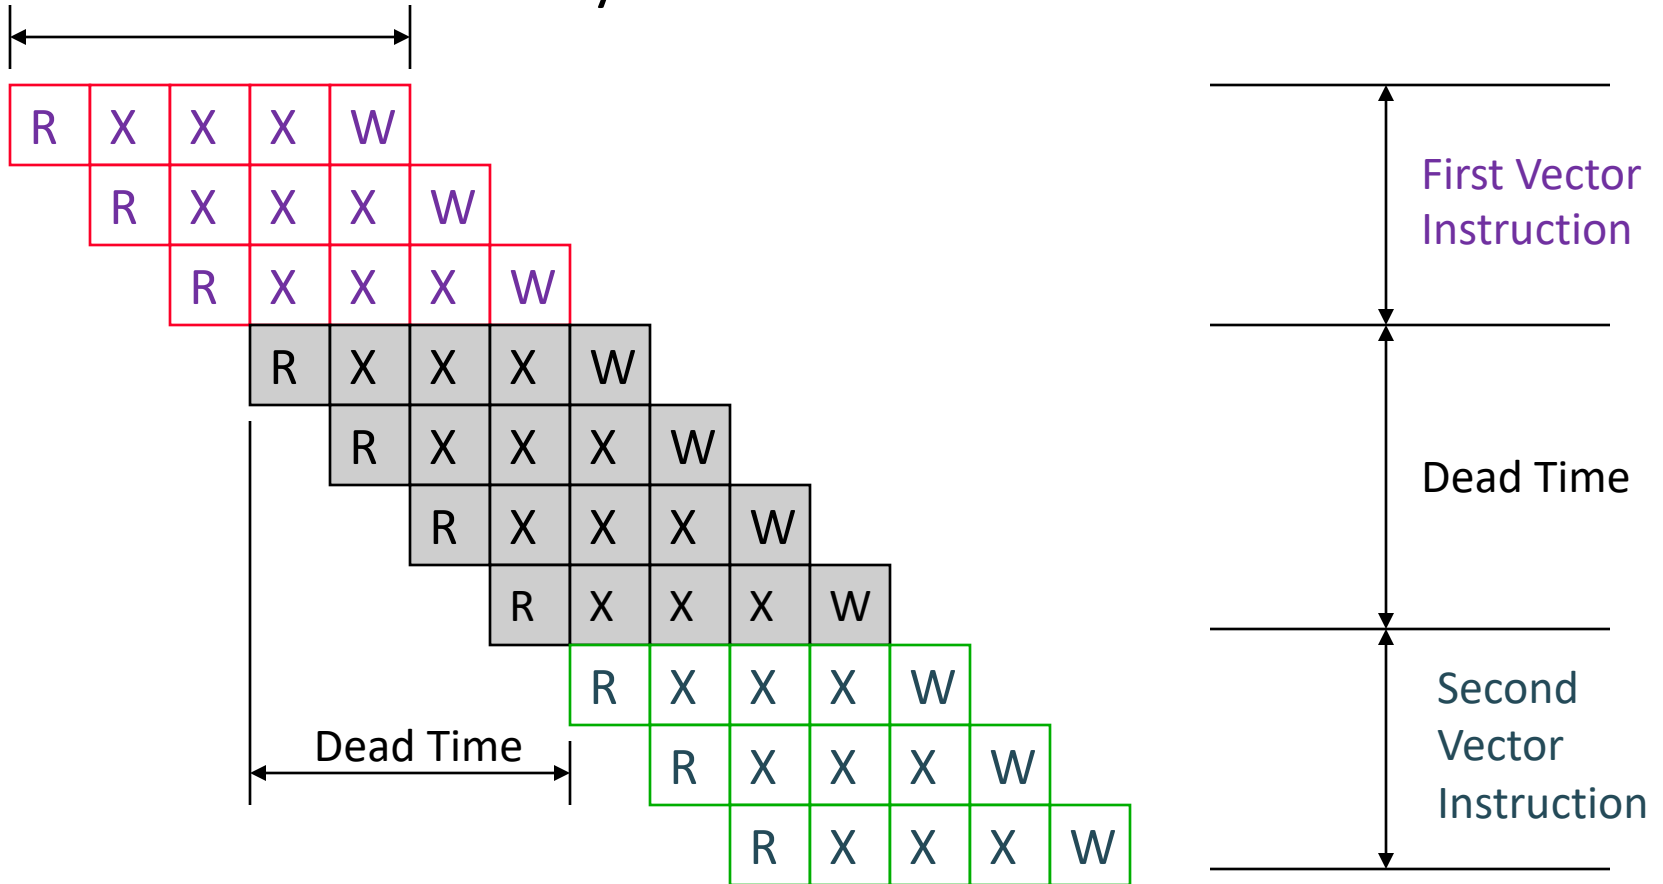 R X X X W
R X X X W
R X X X W
First Vector
Instruction
R X X X W
R X X X W
R X X X W
R X X X W
Dead Time
R X X X W
R X X X W
R X X X W
Dead Time
Second
Vector
Instruction